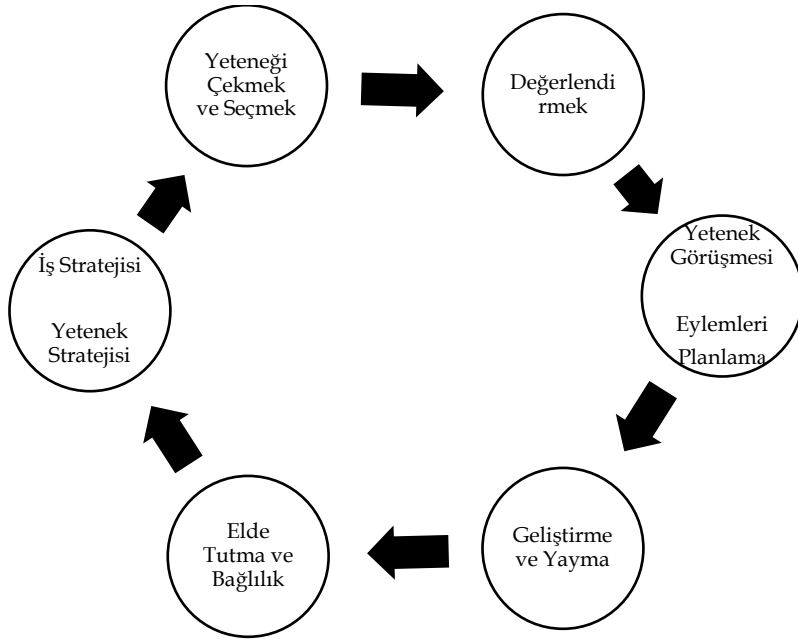 Yeteneği
Çekmek
ve Seçmek
Değerlendi
rmek
Yetenek
Görüşmesi
Eylemleri
Planlama
Geliştirme
ve Yayma
Elde
Tutma ve
Bağlılık
İş Stratejisi
Yetenek
Stratejisi